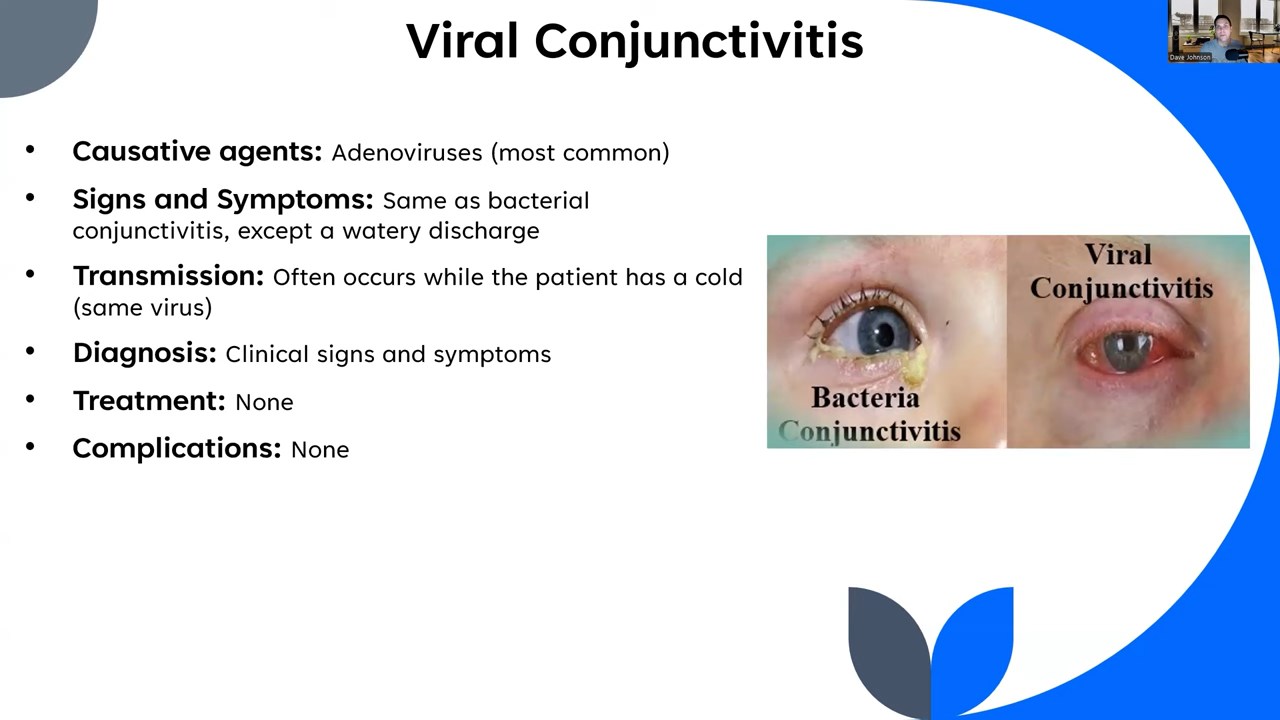 Viral Conjunctivitis
Dave Johnson
• Causative agents: Adenoviruses (most common)
• Signs and Symptoms: Same as bacterial
conjunctivitis, except a watery discharge
• Transmission: Often occurs while the patient has a cold
(same virus)
• Diagnosis: Clinical signs and symptoms
• Treatment: None
• Complications: None
Bacteria
Conjunctivitis
Viral
Conjunctivitis